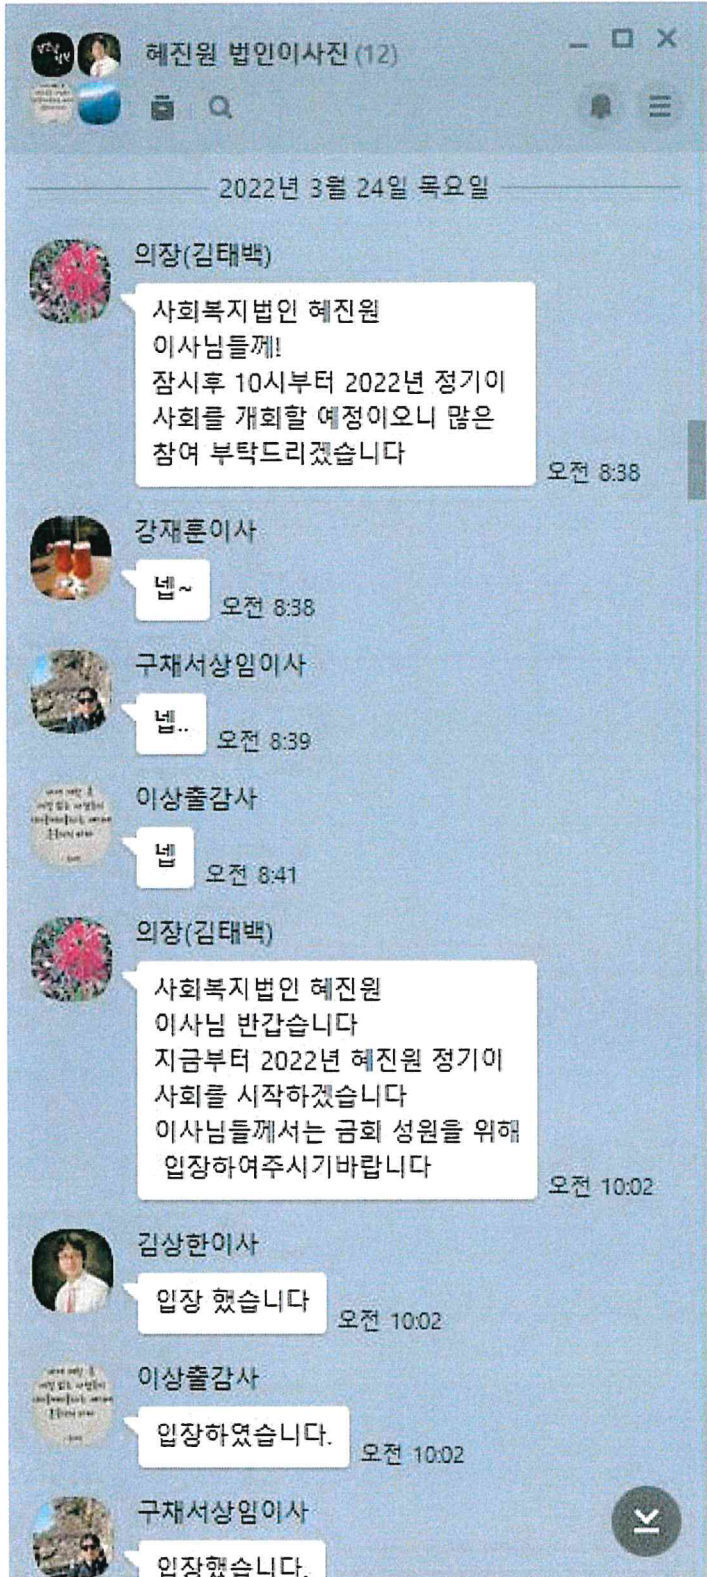 혜진원 법인이사진 (12)
2022년 3월 24일 목요일
의장(김태백)
사회복지법인 혜진원
이사님들께!
잠시후 10시부터 2022년 정기이
사회를 개회할 예정이오니 많은
참여 부탁드리겠습니다
오전 8:38
강재훈이사
넵~
오전 8:38
구채서상임이사
넵..
오전 8:39
이상출감사
넵
오전 8:41
의장(김태백)
사회복지법인 혜진원
이사님 반갑습니다
지금부터 2022년 혜진원 정기이
사회를 시작하겠습니다
이사님들께서는 금회 성원을 위해
입장하여주시기바랍니다
오전 10:02
김상한이사
입장 했습니다
오전 10:02
이상출감사
입장하였습니다.
오전 10:02
구채서상임이사
입장했습니다.